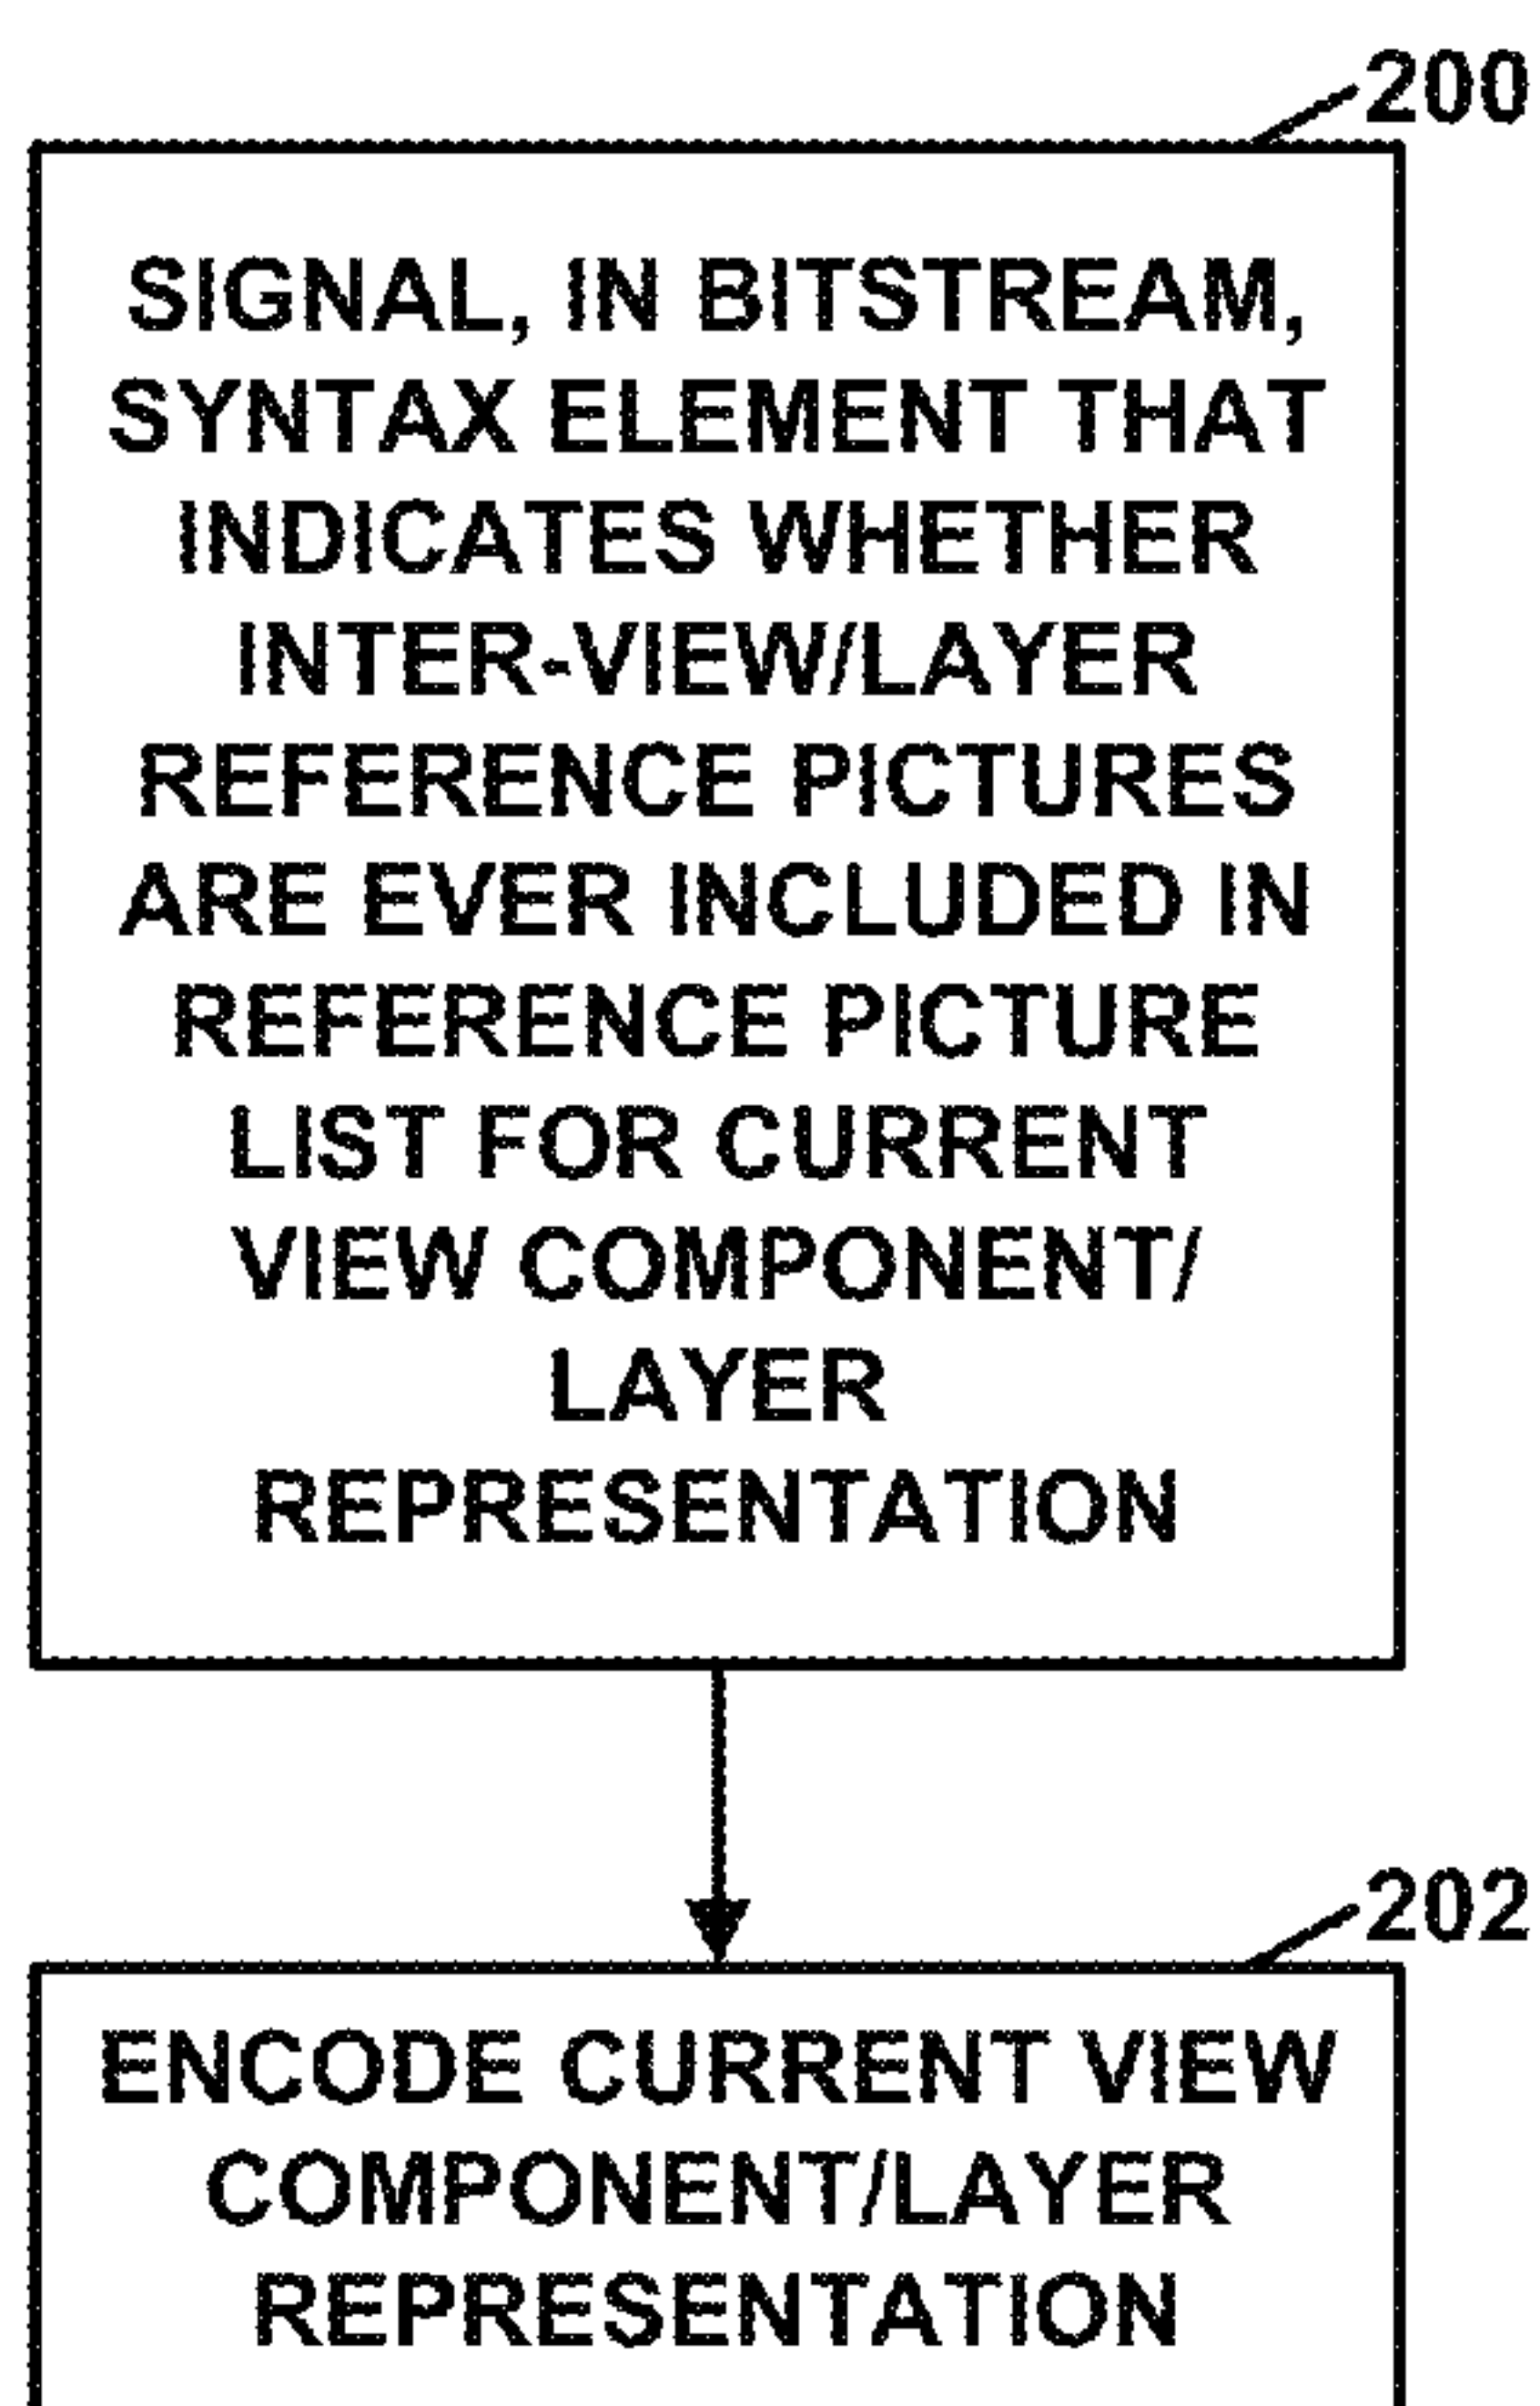 200
SIGNAL, IN BITSTREAM,
SYNTAX ELEMENT THAT
INDICATES WHETHER
INTER-VIEW/LAYER
REFERENCE PICTURES
ARE EVER INCLUDED IN
REFERENCE PICTURE
LIST FOR CURRENT
VIEW COMPONENT/
LAYER
REPRESENTATION
202
ENCODE CURRENT VIEW
COMPONENT/LAYER
REPRESENTATION